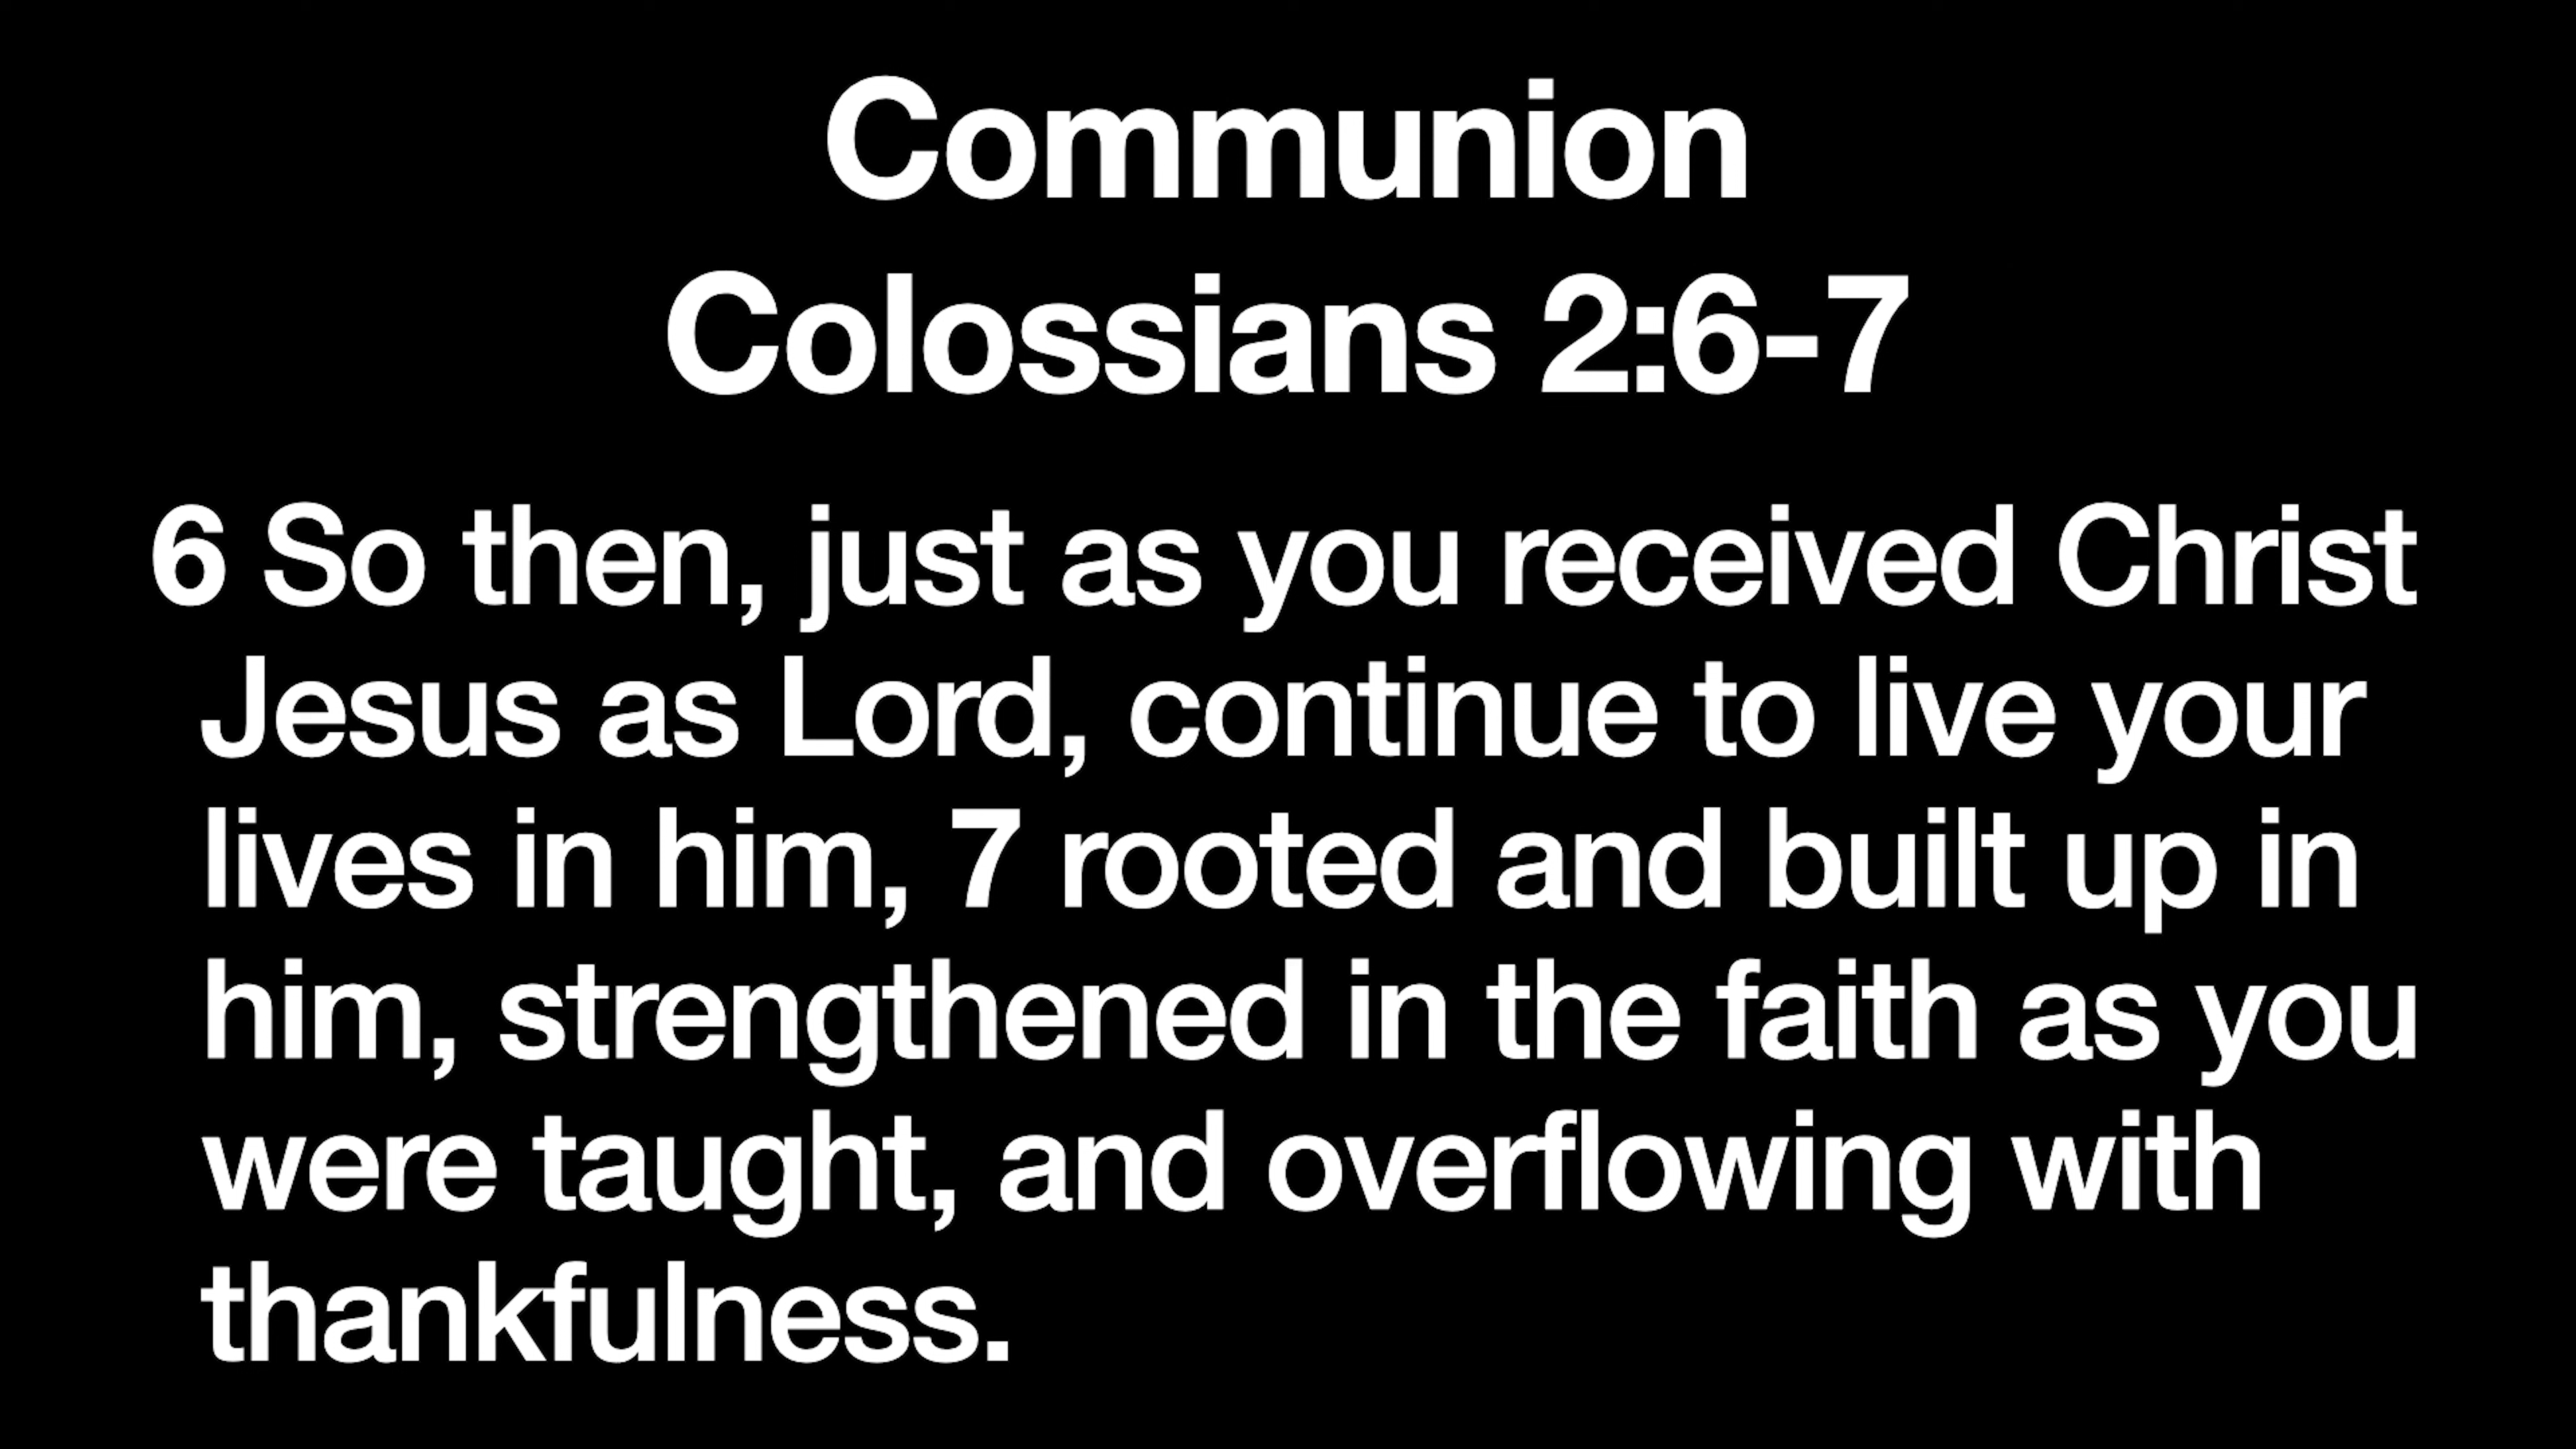 Communion
Colossians 2:6-7
6 So then, just as you received Christ
Jesus as Lord, continue to live your
lives in him, 7 rooted and built up in
him, strengthened in the faith as you
were taught, and overflowing with
thankfulness.